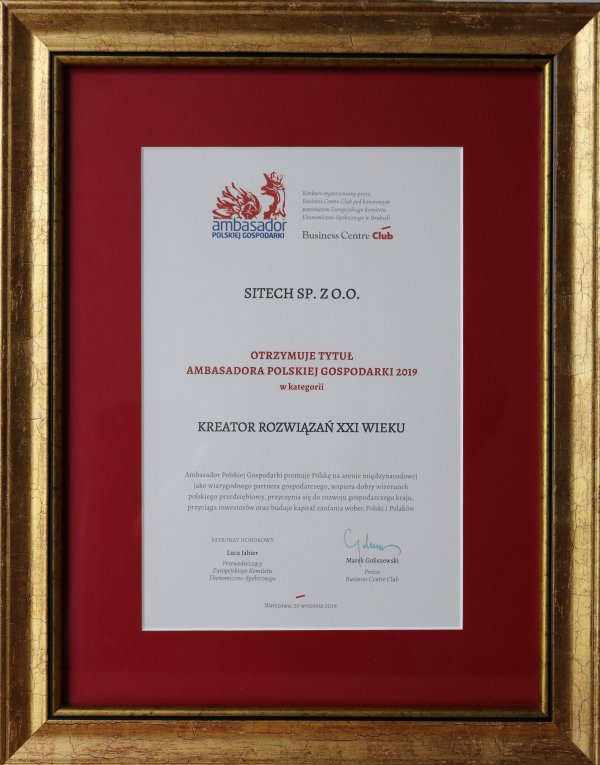 ambasador
POLSKIEJ GOSPODARKI
Konkurs organizowany przez
Business Centre Club pod honorowym
patronatem Europejskiego Komitetu
Ekonomiczno-Społecznego w Brukseli
Business Centre Club
SITECH SP. Z O.O.
OTRZYMUJE TYTUŁ
AMBASADORA POLSKIEJ GOSPODARKI 2019
w kategorii
KREATOR ROZWIĄZAŃ XXI WIEKU
Ambasador Polskiej Gospodarki promuje Polskę na arenie międzynarodowej
jako wiarygodnego partnera gospodarczego, wspiera dobry wizerunek
polskiego przedsiębiorcy, przyczynia się do rozwoju gospodarczego kraju,
przyciąga inwestorów oraz buduje kapitał zaufania wobec Polski i Polaków
PATRONAT HONOROWY
Luca Jahier
Przewodniczący
Europejskiego Komitetu
Ekonomiczno-Społecznego
Marek Goliszewski
Prezes
Business Centre Club
Warszawa, 25 września 2019